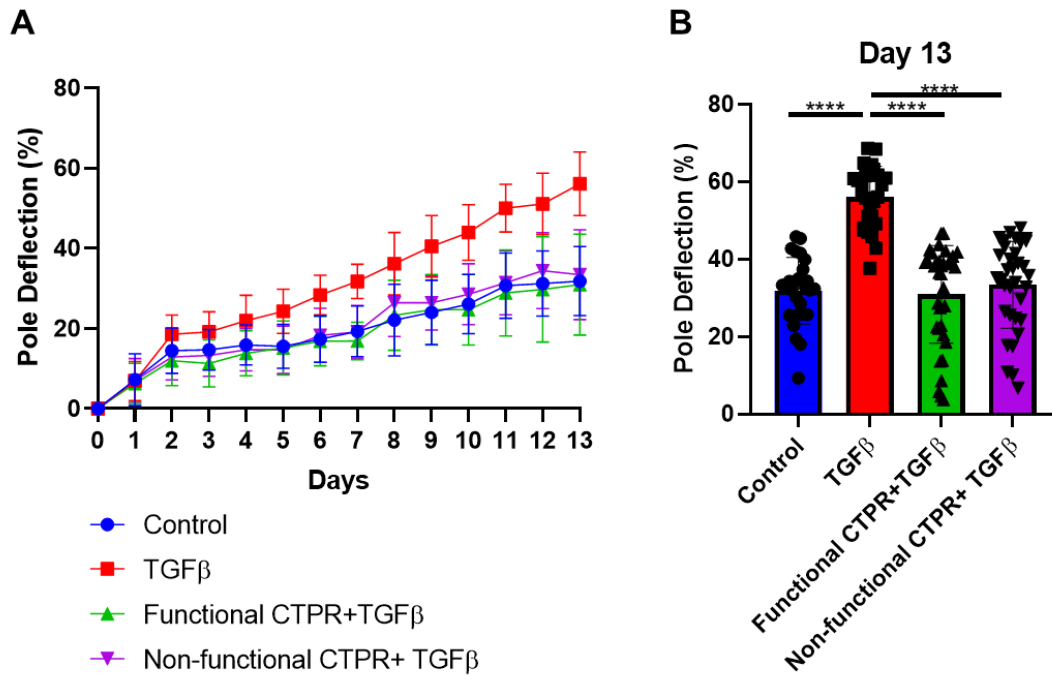 A
Pole Deflection (%)
80
60
40
20
0
0 1 2 3 4 5 6 7 8 9 10 11 12 13
Days
Control
TGFβ
Functional CTPR+TGFβ
Non-functional CTPR+ TGFβ
B
Day 13
****
**** ****
Pole Deflection (%)
80
60
40
20
0
Control
TGFβ
Functional CTPR+TGFβ
Non-functional CTPR+ TGFβ